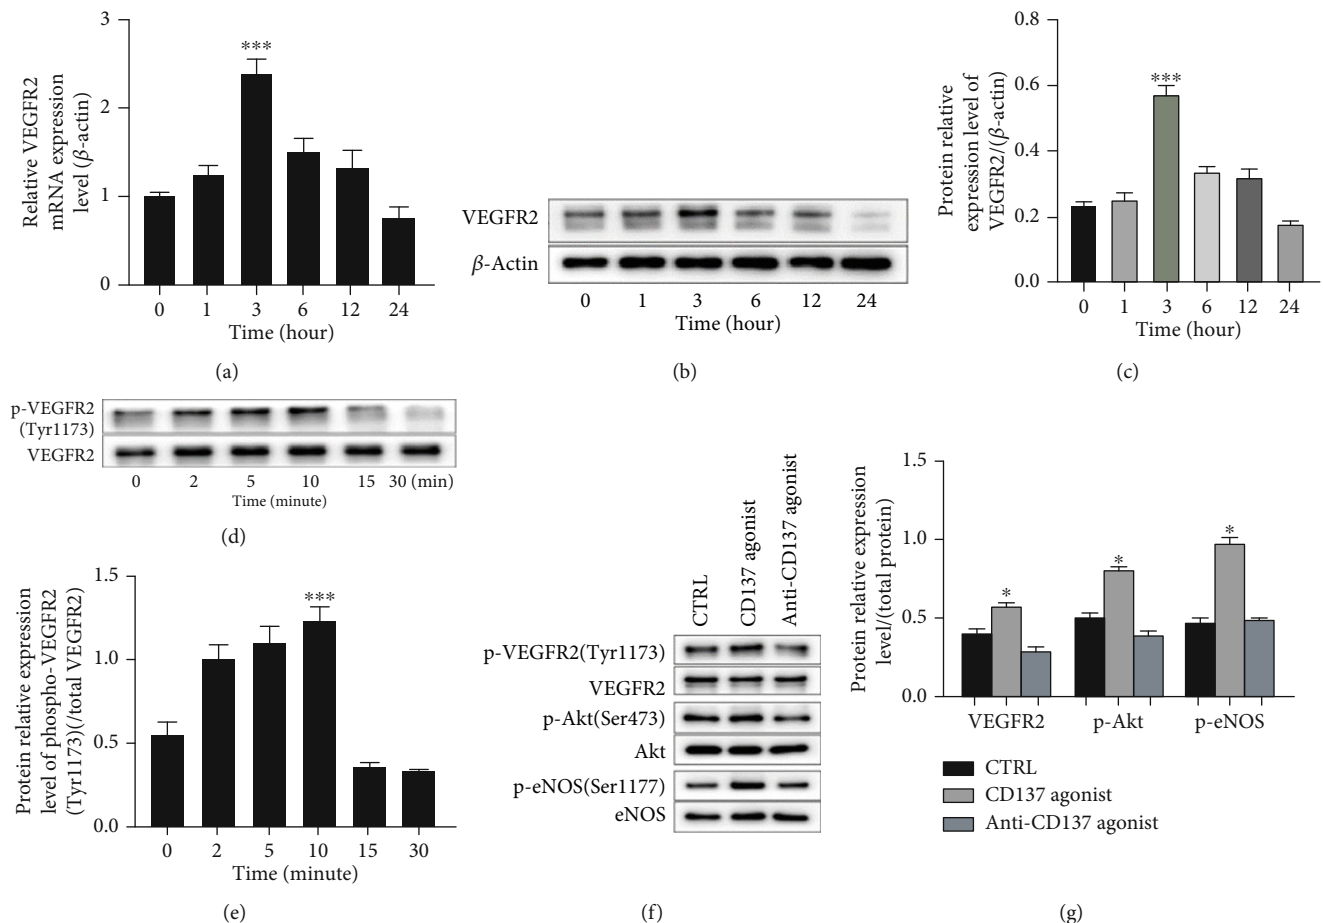 Relative VEGFR2
mRNA expression
level (β-actin)
3
2
1
0
***
0 1 3 6 12 24
Time (hour)
(a)
VEGFR2
β-Actin
0 1 3 6 12 24
Time (hour)
(b)
Protein relative
expression level of
VEGFR2/(β-actin)
0.8
0.6
0.4
0.2
0.0
***
0 1 3 6 12 24
Time (hour)
(c)
p-VEGFR2
(Tyr1173)
VEGFR2
0 2 5 10 15 30 (min)
Time (minute)
(d)
Protein relative expression
level of phospho-VEGFR2
(Tyr1173)(/total VEGFR2)
1.5
1.0
0.5
0.0
***
0 2 5 10 15 30
Time (minute)
(e)
CTRL
CD137 agonist
Anti-CD137 agonist
p-VEGFR2(Tyr1173)
VEGFR2
p-Akt(Ser473)
Akt
p-eNOS(Ser1177)
eNOS
(f)
Protein relative expression
level/(total protein)
1.5
1.0
0.5
0.0
*
*
*
VEGFR2 p-Akt p-eNOS
CTRL
CD137 agonist
Anti-CD137 agonist
(g)